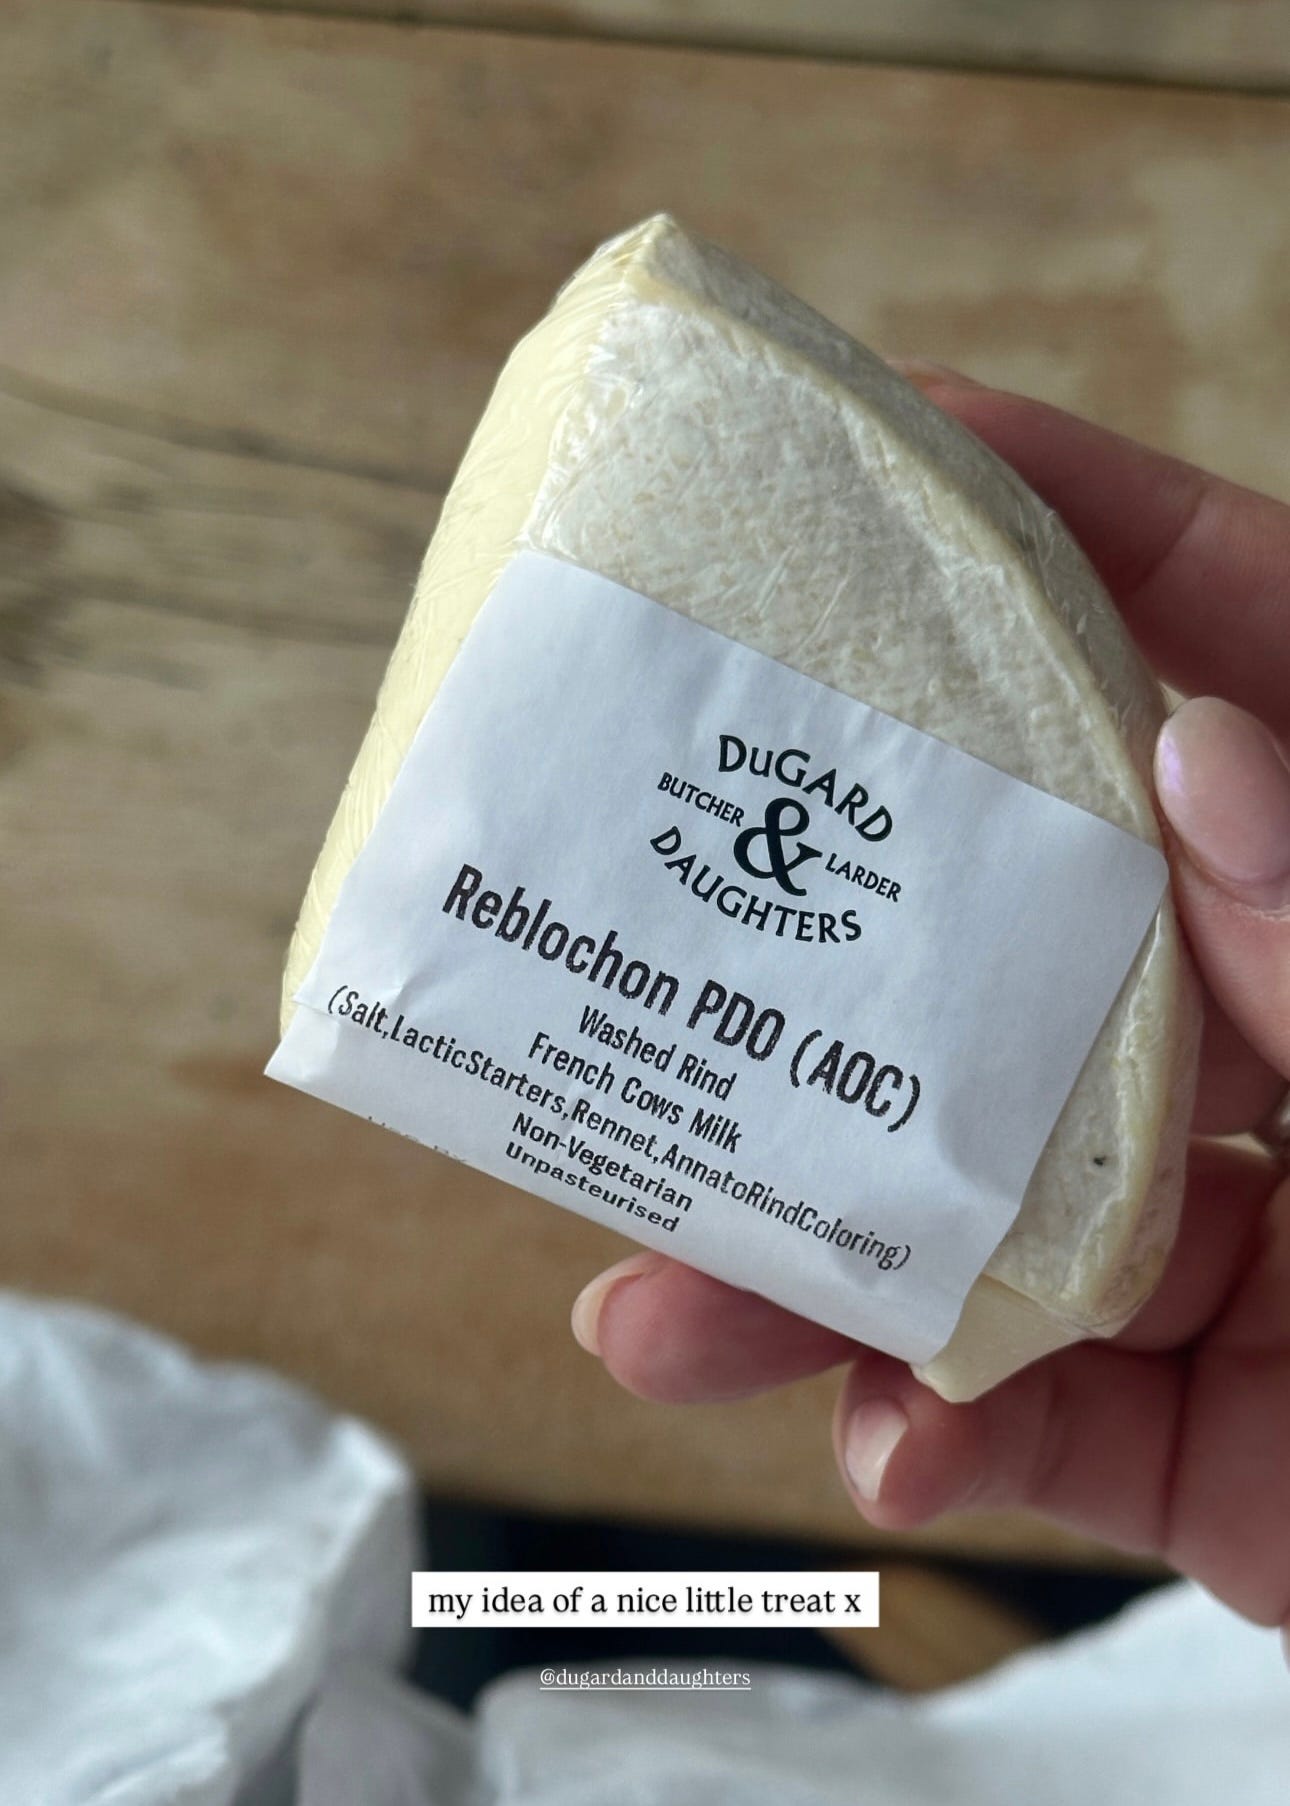 DuGARD
BUTCHER & LARDER
DAUGHTERS
Reblochon PDO (AOC)
Washed Rind
French Cows Milk
(Salt,LacticStarters,Rennet,AnnatoRindColoring)
Non-Vegetarian
Unpasteurised
my idea of a nice little treat x
@dugardanddaughters